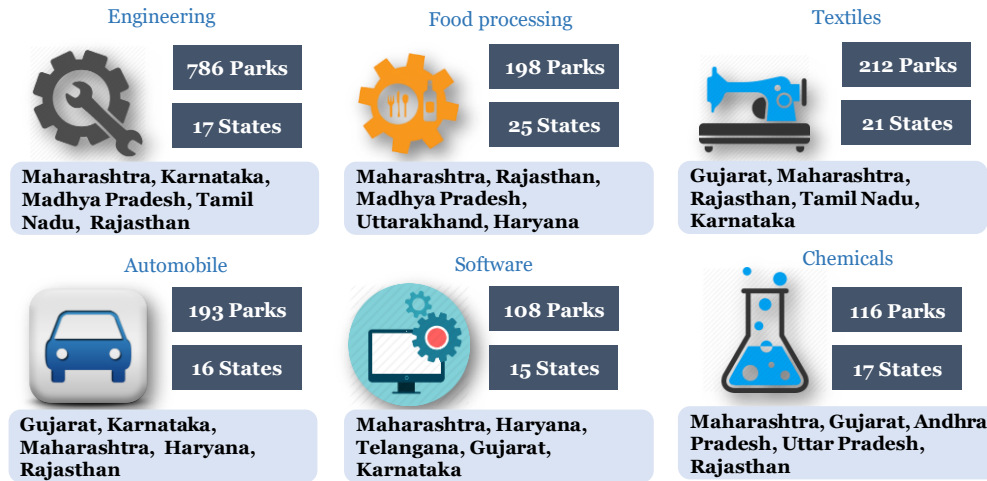 Engineering
786 Parks
17 States
Maharashtra, Karnataka,
Madhya Pradesh, Tamil
Nadu, Rajasthan
Food processing
198 Parks
25 States
Maharashtra, Rajasthan,
Madhya Pradesh,
Uttarakhand, Haryana
Textiles
212 Parks
21 States
Gujarat, Maharashtra,
Rajasthan, Tamil Nadu,
Karnataka
Automobile
193 Parks
16 States
Gujarat, Karnataka,
Maharashtra, Haryana,
Rajasthan
Software
108 Parks
15 States
Maharashtra, Haryana,
Telangana, Gujarat,
Karnataka
Chemicals
116 Parks
17 States
Maharashtra, Gujarat, Andhra
Pradesh, Uttar Pradesh,
Rajasthan